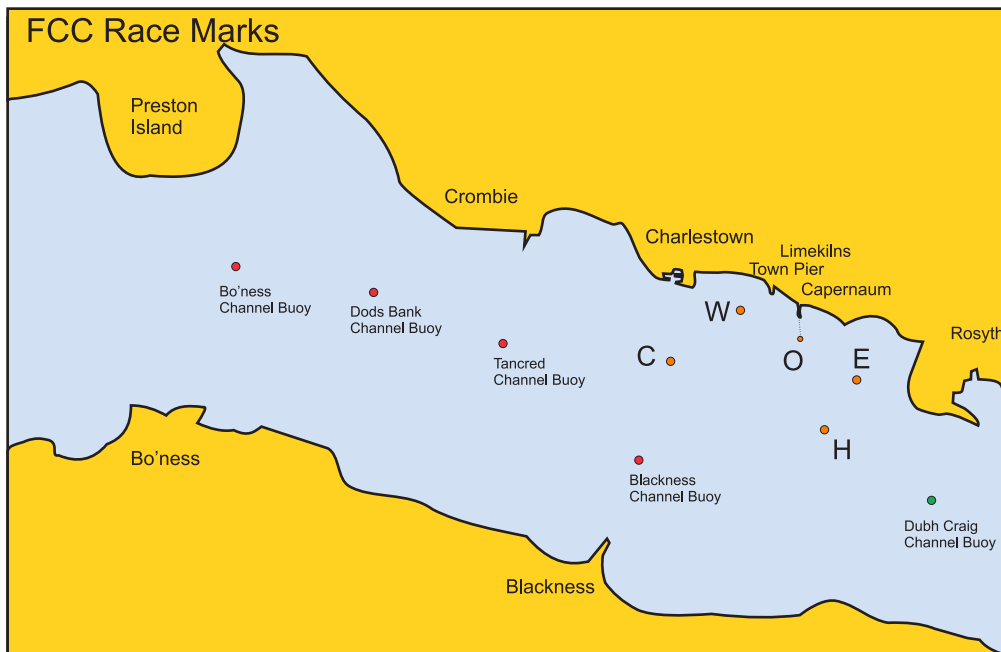 FCC Race Marks
Preston
Island
Crombie
Charlestown
Limekilns
Town Pier
Capernaum
Bo'ness
Channel Buoy
Dods Bank
Channel Buoy
W
Rosyth
Tancred
Channel Buoy
C
O
E
H
Bo'ness
Blackness
Channel Buoy
Dubh Craig
Channel Buoy
Blackness